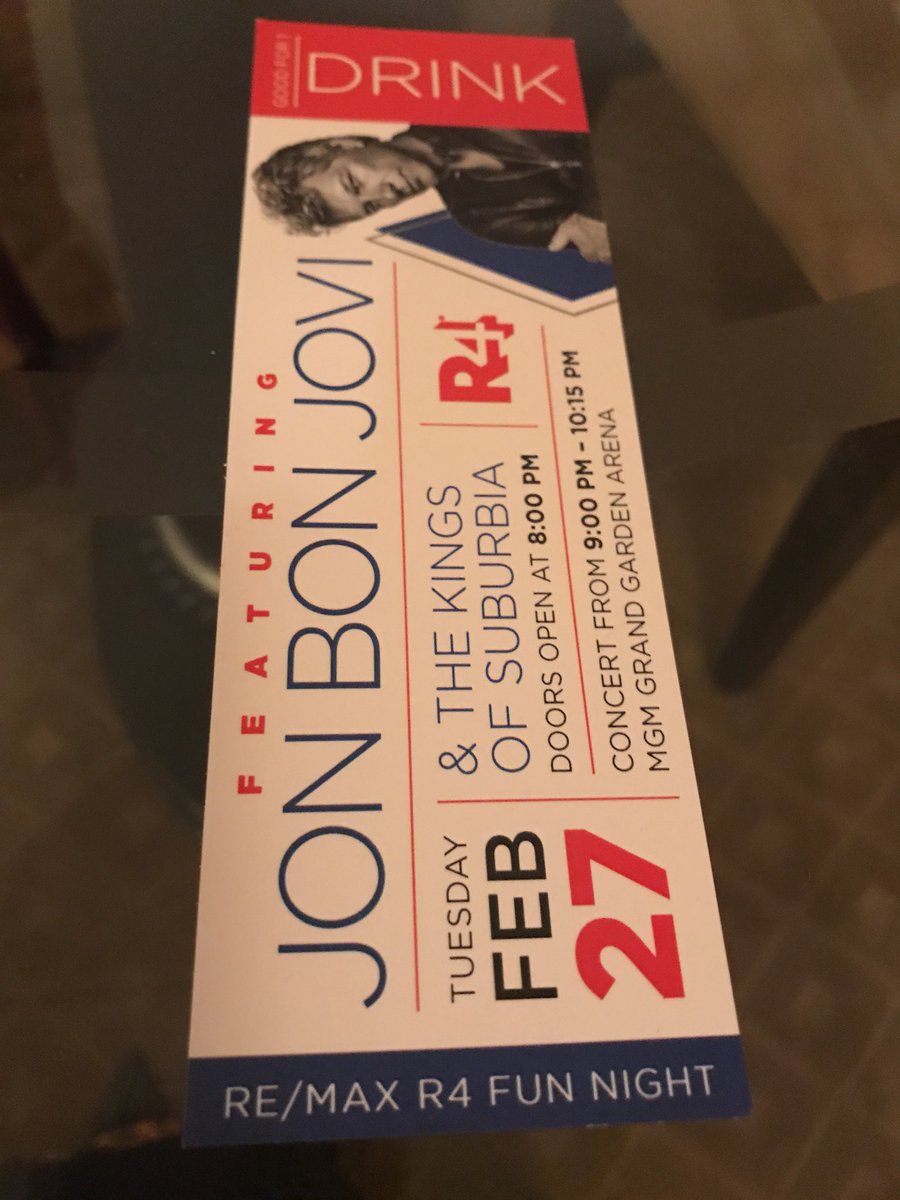 FEATURING
JON BON JOVI
TUESDAY
FEB
27
& THE KINGS
OF SUBURBIA
DOORS OPEN AT 8:00 PM
R4
CONCERT FROM 9:00 PM - 10:15 PM
MGM GRAND GARDEN ARENA
GOOD FOR 1
DRINK
RE/MAX R4 FUN NIGHT